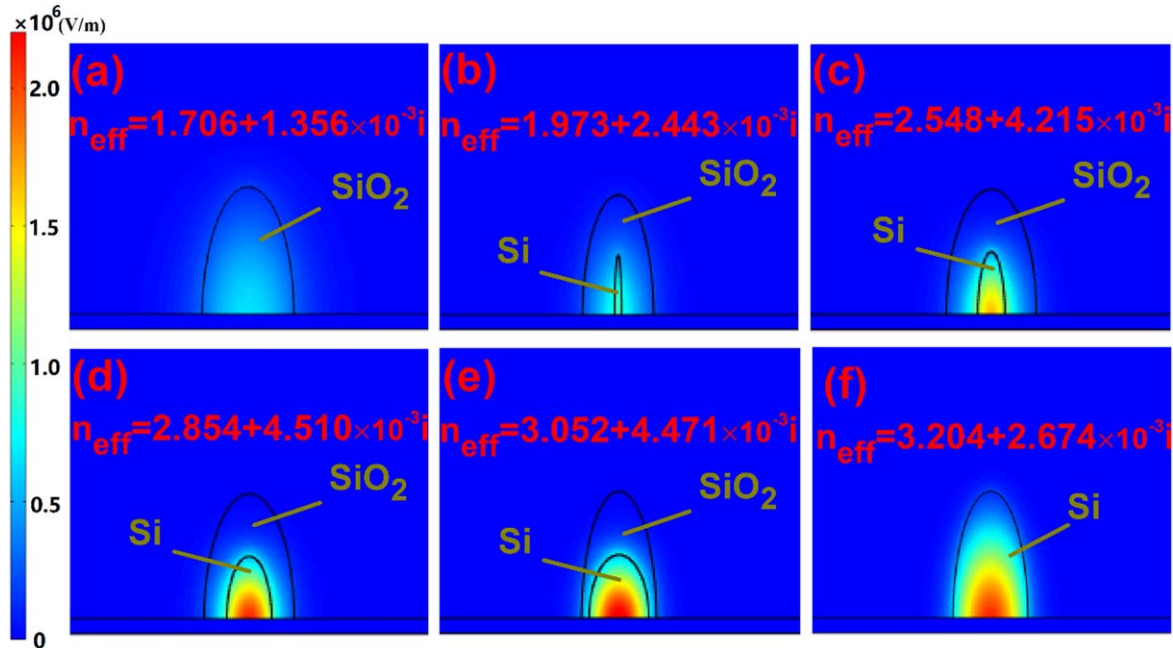 ×10⁶(V/m)
2.0
1.5
1.0
0.5
0
(a)
n_eff=1.706+1.356×10⁻³i
SiO₂
(b)
n_eff=1.973+2.443×10⁻³i
SiO₂
Si
(c)
n_eff=2.548+4.215×10⁻³i
SiO₂
Si
(d)
n_eff=2.854+4.510×10⁻³i
SiO₂
Si
(e)
n_eff=3.052+4.471×10⁻³i
SiO₂
Si
(f)
n_eff=3.204+2.674×10⁻³i
Si